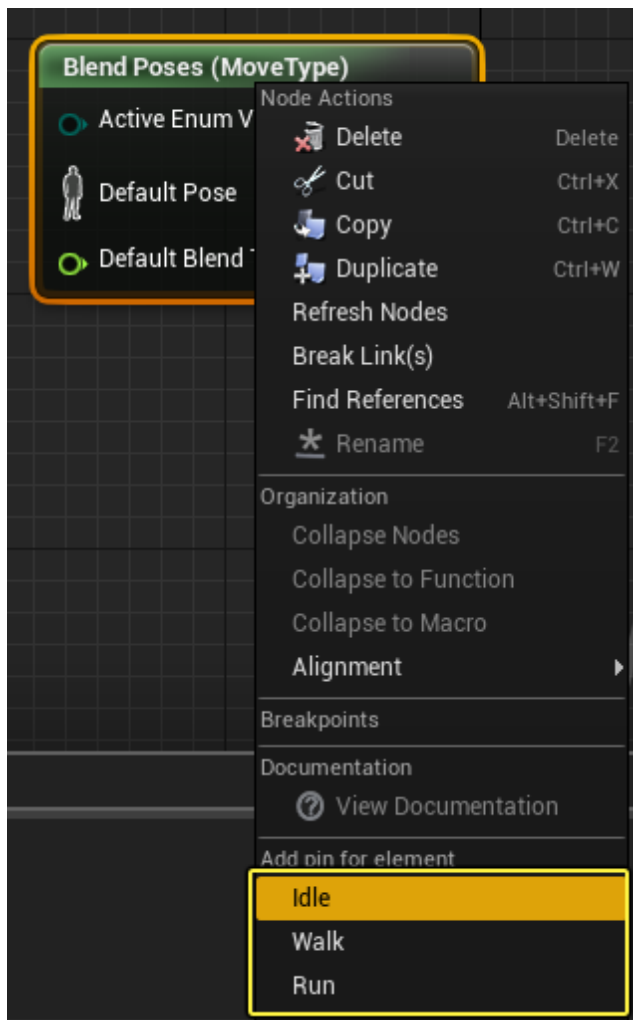 Blend Poses (MoveType)
Active Enum V
Default Pose
Default Blend
Node Actions
Delete Delete
Cut Ctrl+X
Copy Ctrl+C
Duplicate Ctrl+W
Refresh Nodes
Break Link(s)
Find References Alt+Shift+F
Rename F2
Organization
Collapse Nodes
Collapse to Function
Collapse to Macro
Alignment
Breakpoints
Documentation
View Documentation
Add pin for element
Idle
Walk
Run